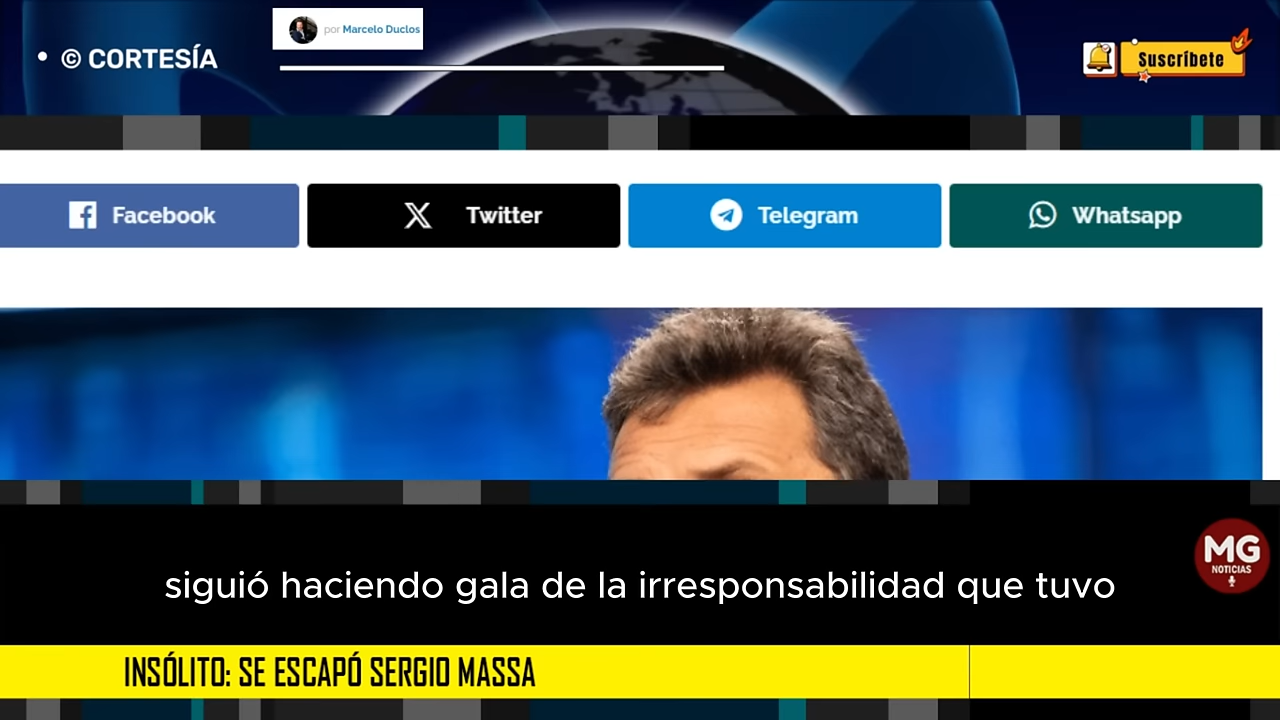 por Marcelo Duclos
• © CORTESÍA
Suscríbete
Facebook
Twitter
Telegram
Whatsapp
MG
NOTICIAS
siguió haciendo gala de la irresponsabilidad que tuvo
INSÓLITO: SE ESCAPÓ SERGIO MASSA